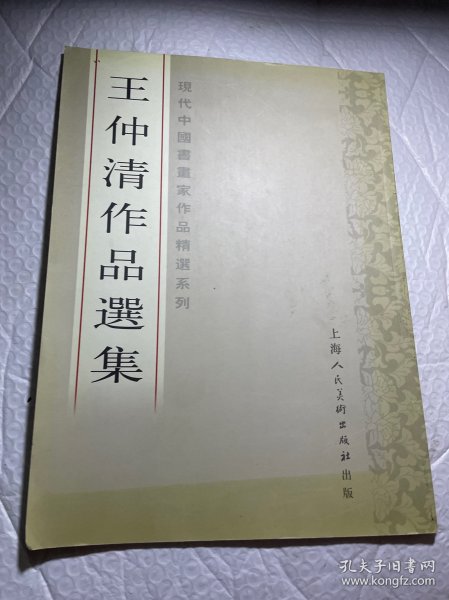 王仲清作品選集
現代中國書畫家作品精選系列
上海人民美術出版社出版
孔夫子旧书网
www.kongfz.com